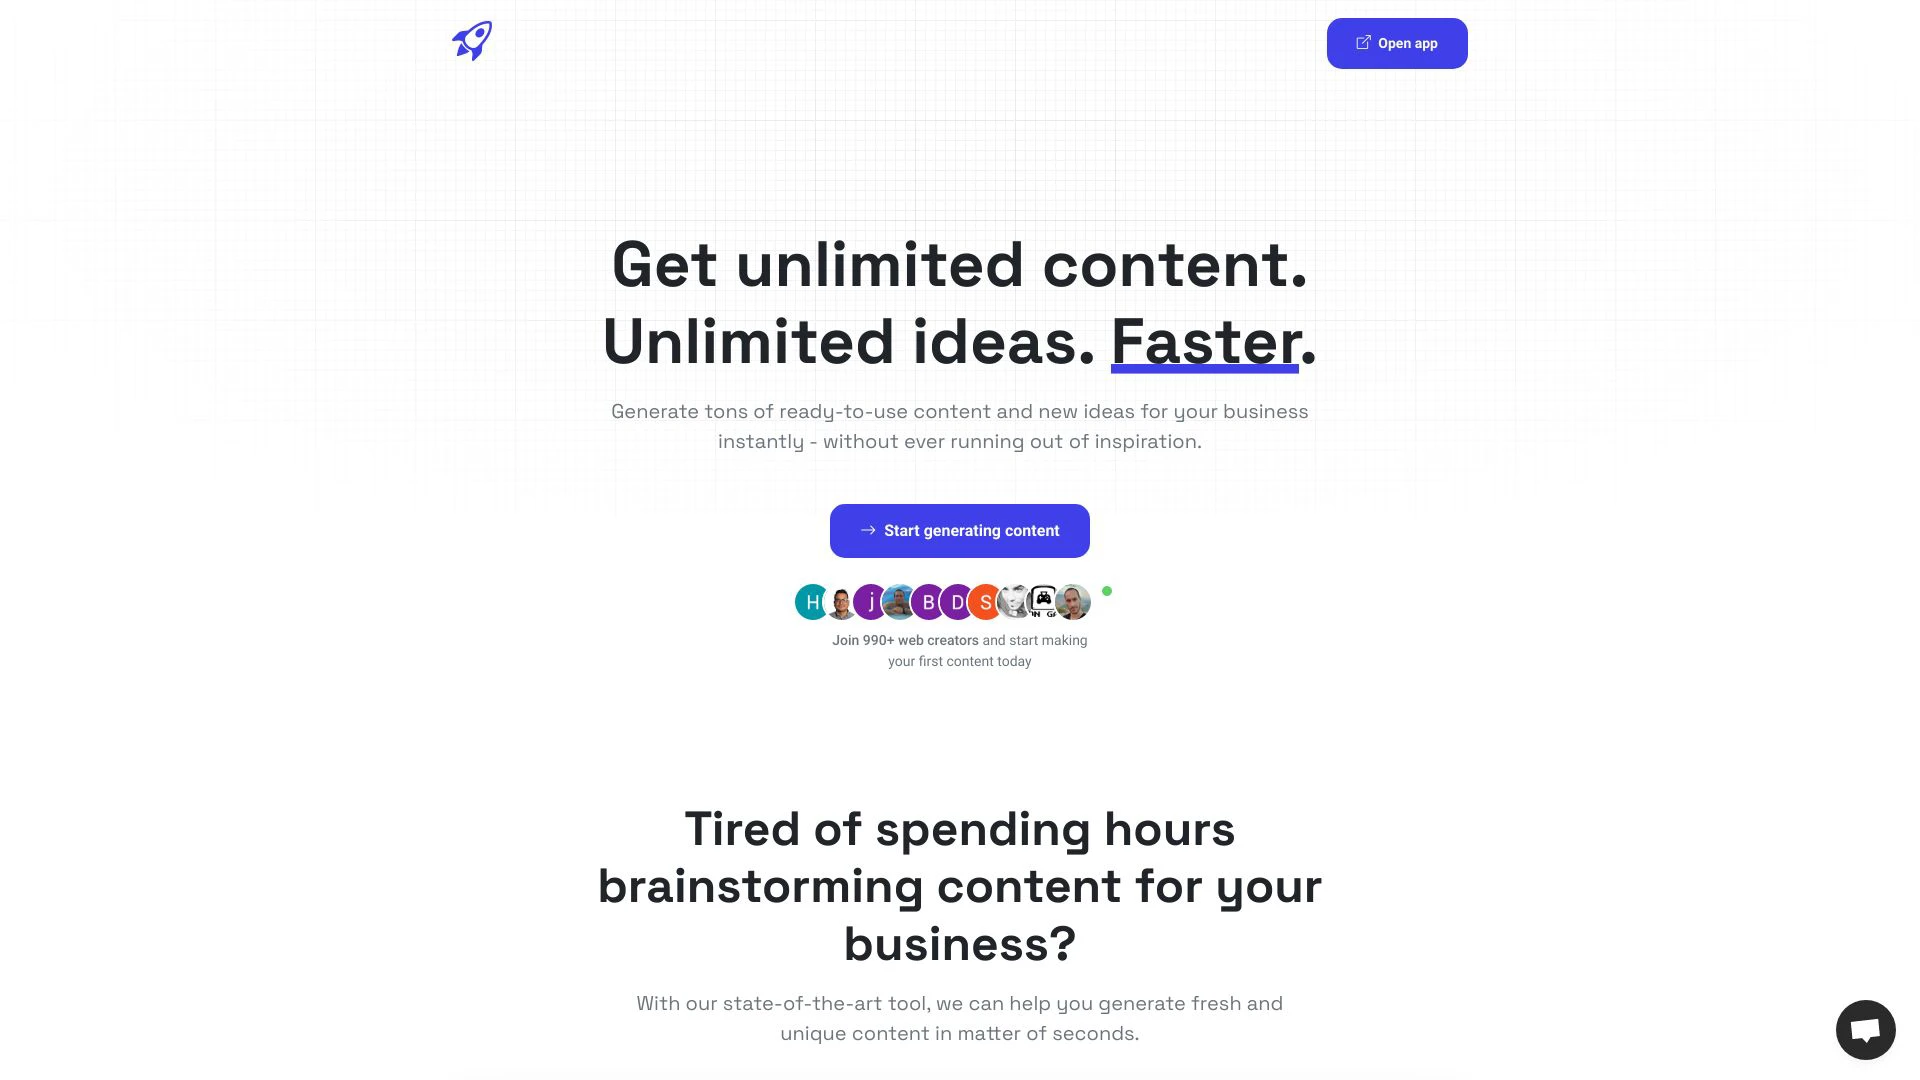 Open app
Get unlimited content.
Unlimited ideas. Faster.
Generate tons of ready-to-use content and new ideas for your business
instantly - without ever running out of inspiration.
Start generating content
H j B D S
Join 990+ web creators and start making
your first content today
Tired of spending hours
brainstorming content for your
business?
With our state-of-the-art tool, we can help you generate fresh and
unique content in matter of seconds.